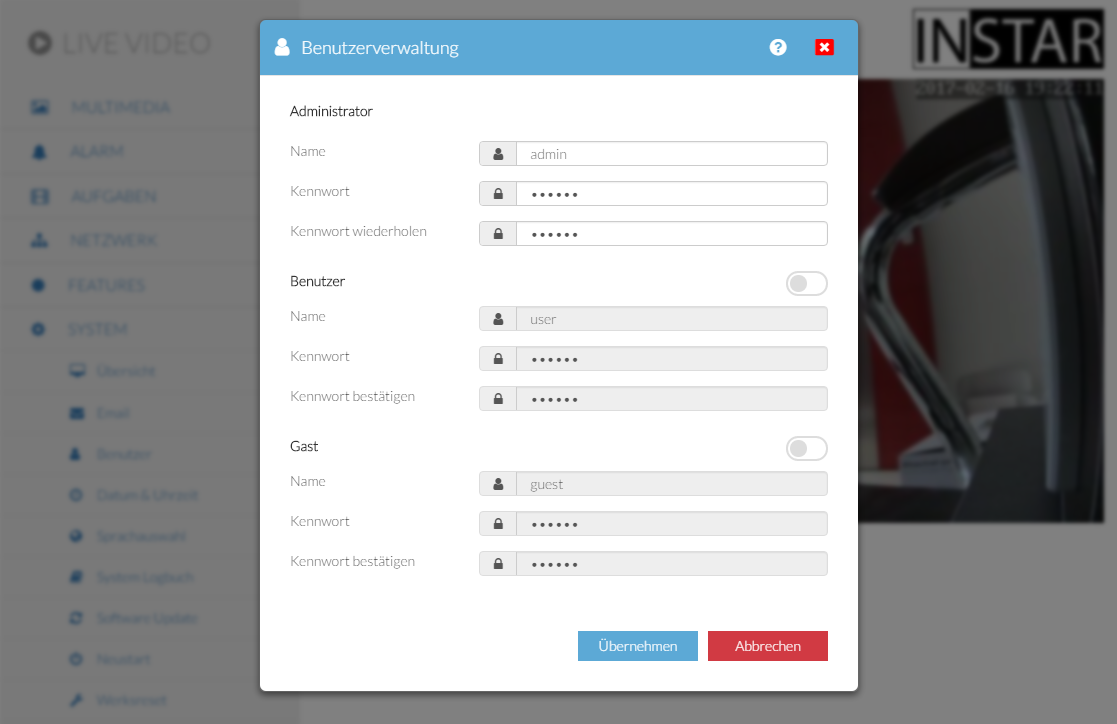 LIVE VIDEO
MULTIMEDIA
ALARM
AUFGABEN
NETZWERK
FEATURES
SYSTEM
Übersicht
Email
Benutzer
Datum & Uhrzeit
Sprachauswahl
System Logbuch
Software Update
Neustart
Werksreset
INSTAR
2017-02-16 19:22:11
Benutzerverwaltung
Administrator
Name admin
Kennwort ••••••
Kennwort wiederholen ••••••
Benutzer
Name user
Kennwort ••••••
Kennwort bestätigen ••••••
Gast
Name guest
Kennwort ••••••
Kennwort bestätigen ••••••
Übernehmen Abbrechen